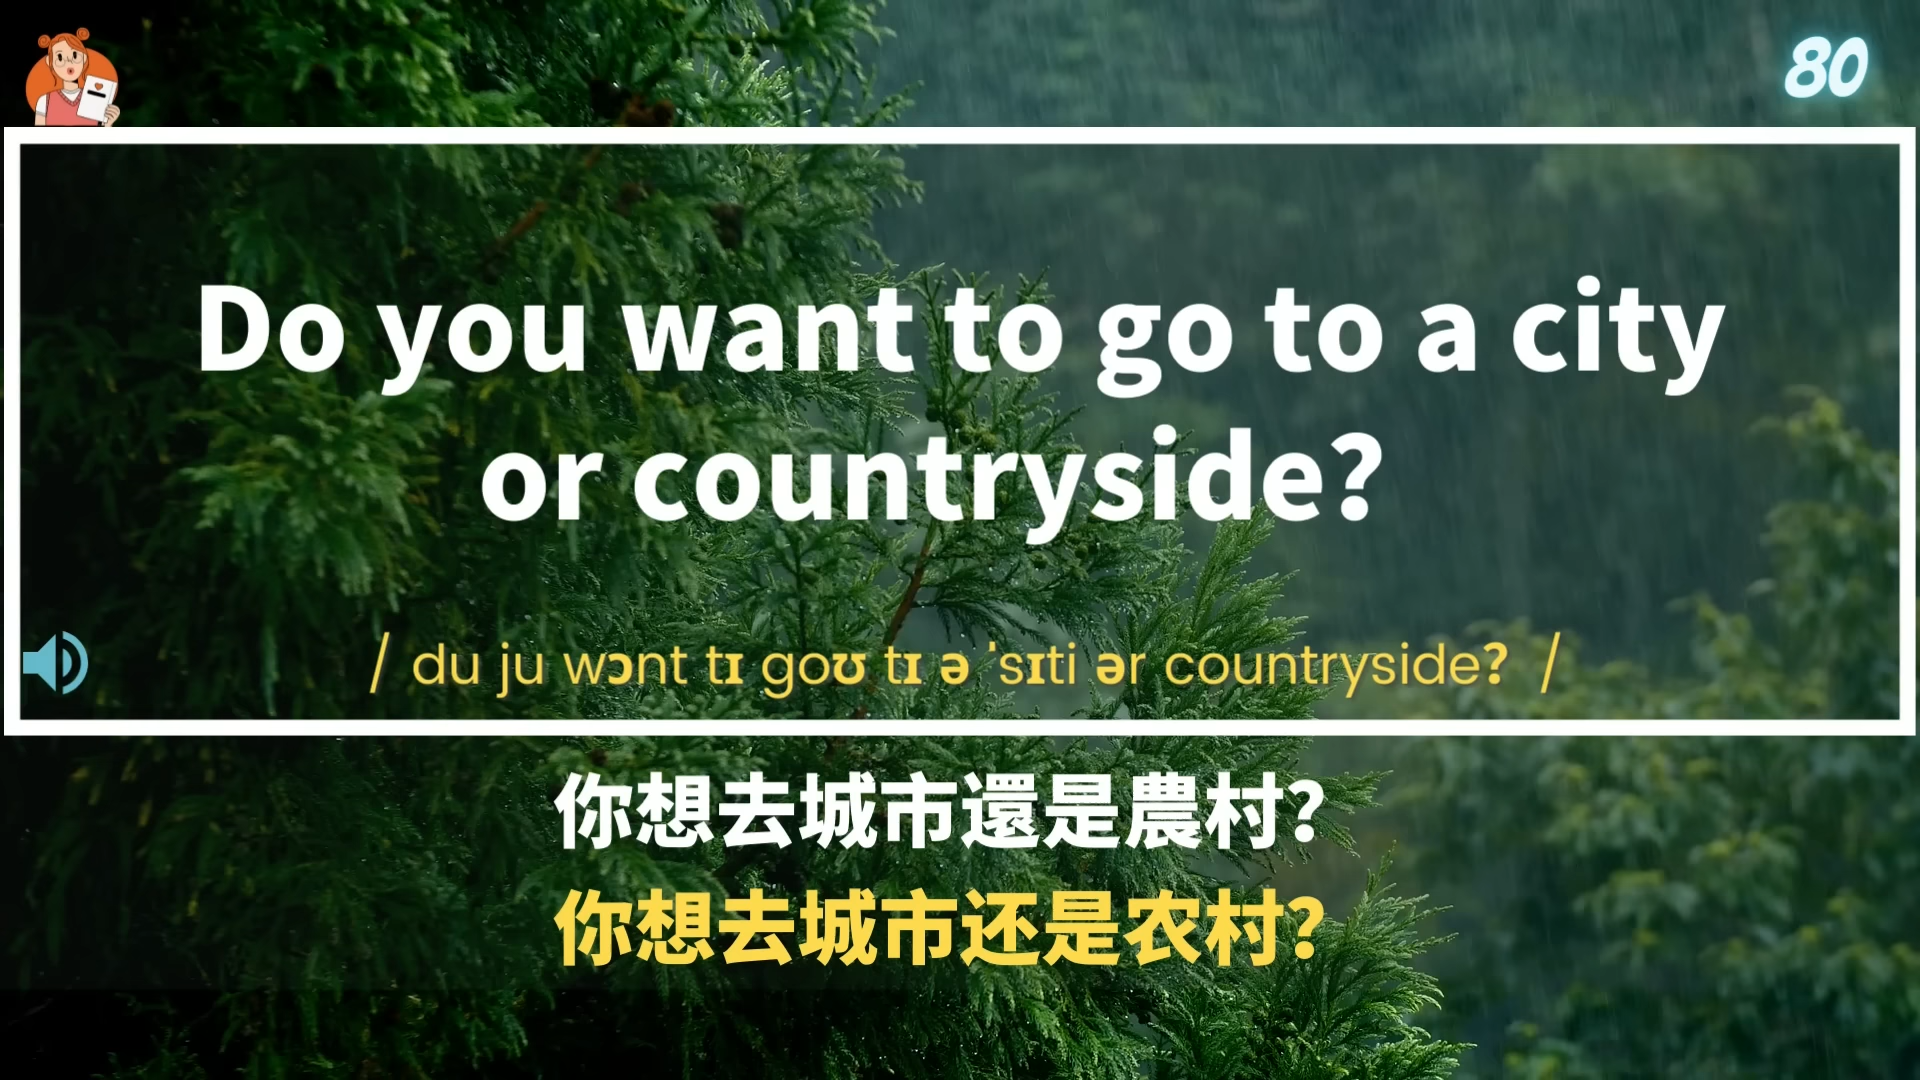 80
Do you want to go to a city
or countryside?
/ du ju wɔnt tɪ goʊ tɪ ə ˈsɪti ər countryside? /
你想去城市還是農村?
你想去城市还是农村?